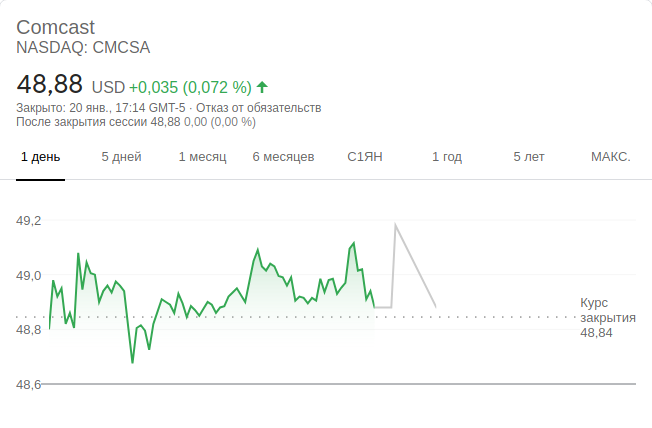 Comcast
NASDAQ: CMCSA
48,88 USD +0,035 (0,072 %)
Закрыто: 20 янв., 17:14 GMT-5 · Отказ от обязательств
После закрытия сессии 48,88 0,00 (0,00 %)
1 день 5 дней 1 месяц 6 месяцев С1ЯН 1 год 5 лет МАКС.
49,2
49,0
Курс
закрытия
48,84
48,8
48,6